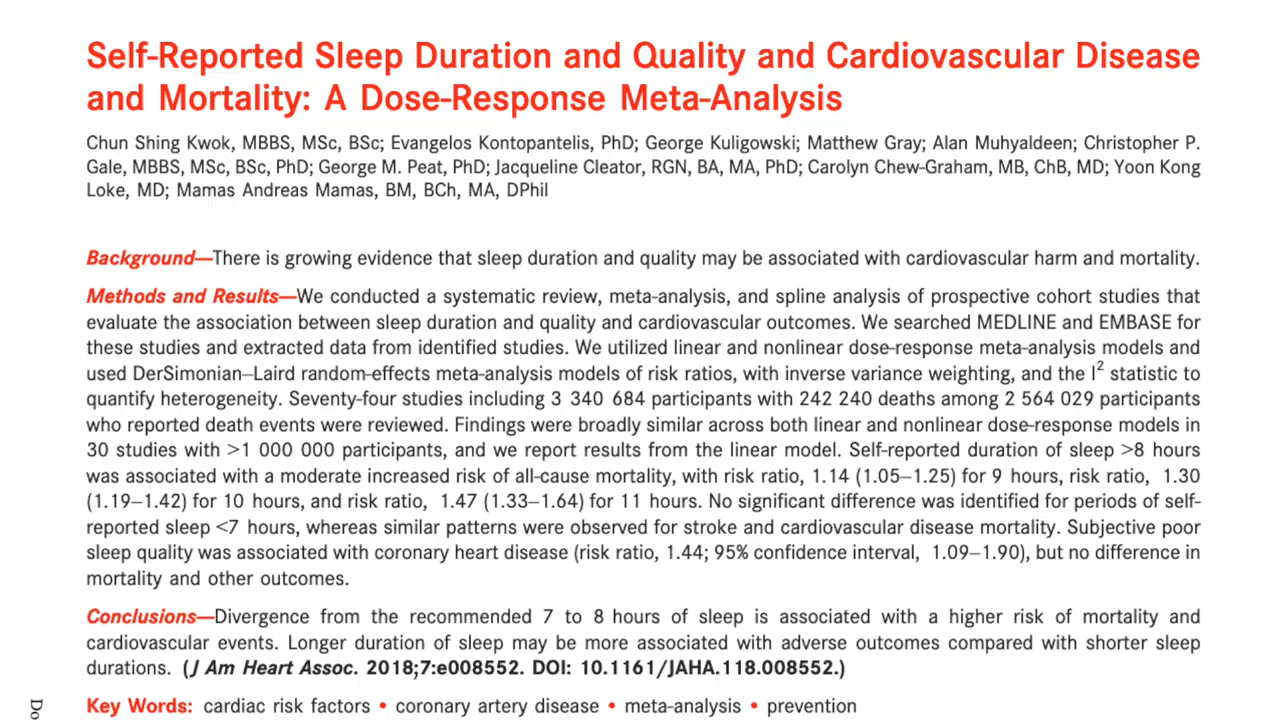 Self-Reported Sleep Duration and Quality and Cardiovascular Disease
and Mortality: A Dose-Response Meta-Analysis
Chun Shing Kwok, MBBS, MSc, BSc; Evangelos Kontopantelis, PhD; George Kuligowski; Matthew Gray; Alan Muhyaldeen; Christopher P.
Gale, MBBS, MSc, BSc, PhD; George M. Peat, PhD; Jacqueline Cleator, RGN, BA, MA, PhD; Carolyn Chew-Graham, MB, ChB, MD; Yoon Kong
Loke, MD; Mamas Andreas Mamas, BM, BCh, MA, DPhil
Background—There is growing evidence that sleep duration and quality may be associated with cardiovascular harm and mortality.
Methods and Results—We conducted a systematic review, meta-analysis, and spline analysis of prospective cohort studies that
evaluate the association between sleep duration and quality and cardiovascular outcomes. We searched MEDLINE and EMBASE for
these studies and extracted data from identified studies. We utilized linear and nonlinear dose-response meta-analysis models and
used DerSimonian–Laird random-effects meta-analysis models of risk ratios, with inverse variance weighting, and the I² statistic to
quantify heterogeneity. Seventy-four studies including 3 340 684 participants with 242 240 deaths among 2 564 029 participants
who reported death events were reviewed. Findings were broadly similar across both linear and nonlinear dose-response models in
30 studies with >1 000 000 participants, and we report results from the linear model. Self-reported duration of sleep >8 hours
was associated with a moderate increased risk of all-cause mortality, with risk ratio, 1.14 (1.05–1.25) for 9 hours, risk ratio, 1.30
(1.19–1.42) for 10 hours, and risk ratio, 1.47 (1.33–1.64) for 11 hours. No significant difference was identified for periods of self-
reported sleep <7 hours, whereas similar patterns were observed for stroke and cardiovascular disease mortality. Subjective poor
sleep quality was associated with coronary heart disease (risk ratio, 1.44; 95% confidence interval, 1.09–1.90), but no difference in
mortality and other outcomes.
Conclusions—Divergence from the recommended 7 to 8 hours of sleep is associated with a higher risk of mortality and
cardiovascular events. Longer duration of sleep may be more associated with adverse outcomes compared with shorter sleep
durations. (J Am Heart Assoc. 2018;7:e008552. DOI: 10.1161/JAHA.118.008552.)
Key Words: cardiac risk factors • coronary artery disease • meta-analysis • prevention
Do